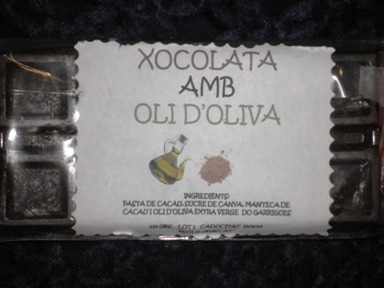 XOCOLATA
AMB
OLI D'OLIVA
INGREDIENTS:
PASTA DE CACAU, SUCRE DE CANYA, MANTECA DE
CACAU I OLI D'OLIVA EXTRA VERGE DO GARRIGUES